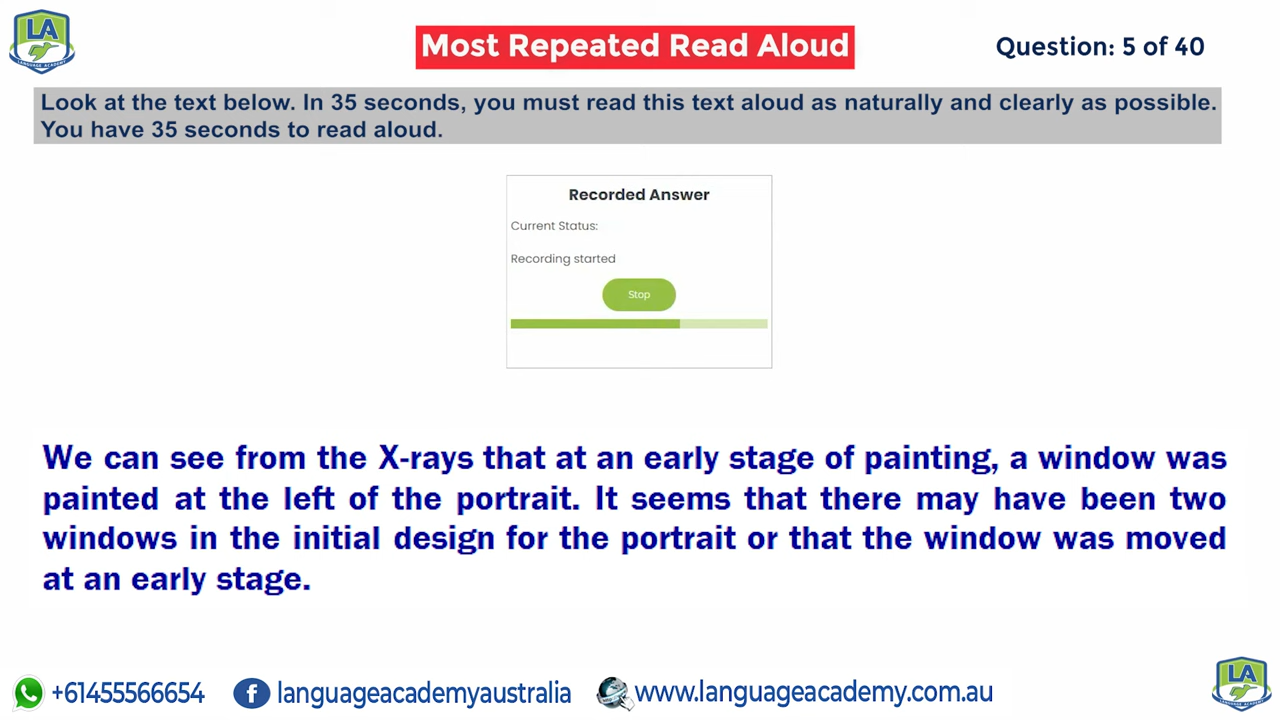 LA
LANGUAGE ACADEMY
Most Repeated Read Aloud
Question: 5 of 40
Look at the text below. In 35 seconds, you must read this text aloud as naturally and clearly as possible.
You have 35 seconds to read aloud.
Recorded Answer
Current Status:
Recording started
Stop
We can see from the X-rays that at an early stage of painting, a window was
painted at the left of the portrait. It seems that there may have been two
windows in the initial design for the portrait or that the window was moved
at an early stage.
+61455566654
languageacademyaustralia
www.languageacademy.com.au
LA
LANGUAGE ACADEMY